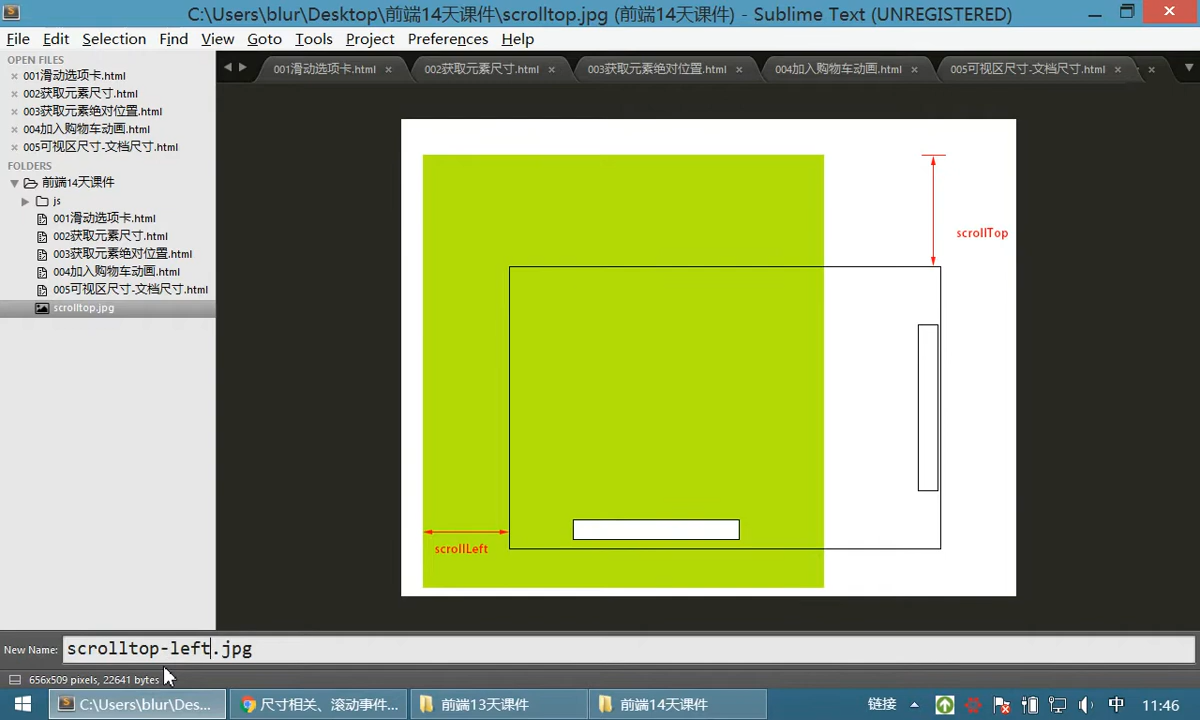 C:\Users\blur\Desktop\前端14天课件\scrolltop.jpg (前端14天课件) - Sublime Text (UNREGISTERED)
File Edit Selection Find View Goto Tools Project Preferences Help
OPEN FILES
001滑动选项卡.html
002获取元素尺寸.html
003获取元素绝对位置.html
004加入购物车动画.html
005可视区尺寸-文档尺寸.html
FOLDERS
前端14天课件
js
001滑动选项卡.html
002获取元素尺寸.html
003获取元素绝对位置.html
004加入购物车动画.html
005可视区尺寸-文档尺寸.html
scrolltop.jpg
001滑动选项卡.html 002获取元素尺寸.html 003获取元素绝对位置.html 004加入购物车动画.html 005可视区尺寸-文档尺寸.html
scrollTop
scrollLeft
New Name: scrolltop-left.jpg
656x509 pixels, 22641 bytes
C:\Users\blur\Des... 尺寸相关、滚动事件... 前端13天课件 前端14天课件 链接 中 11:46